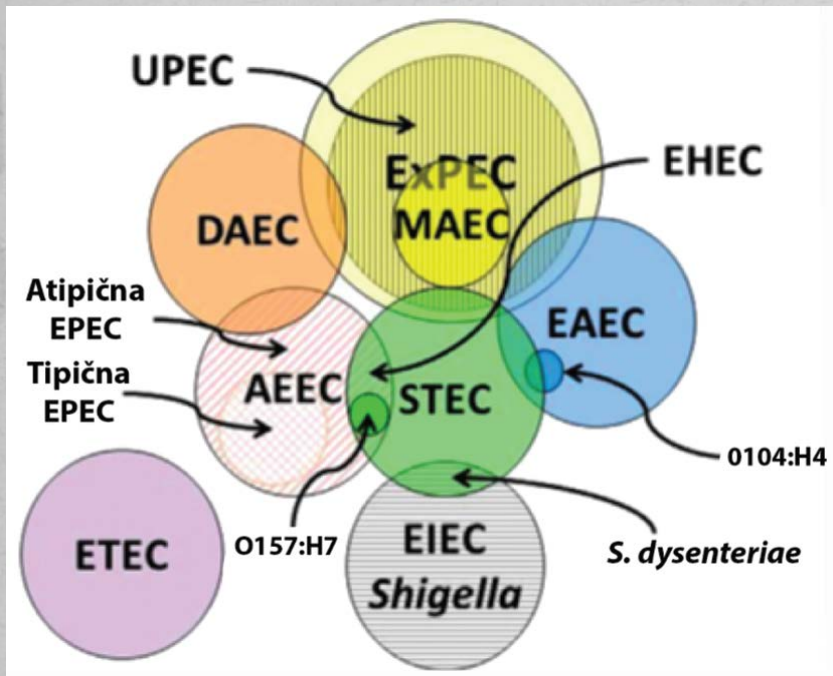 UPEC
ExPEC
EHEC
MAEC
DAEC
Atipična
EPEC
EAEC
Tipična
EPEC
AEEC
STEC
0104:H4
O157:H7
EIEC
Shigella
ETEC
S. dysenteriae